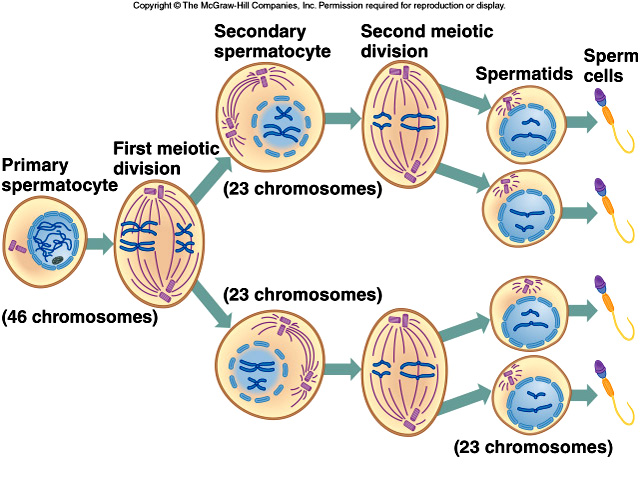 Copyright © The McGraw-Hill Companies, Inc. Permission required for reproduction or display.
Secondary
spermatocyte
Second meiotic
division
Spermatids
Sperm
cells
First meiotic
division
Primary
spermatocyte
(23 chromosomes)
(46 chromosomes)
(23 chromosomes)
(23 chromosomes)